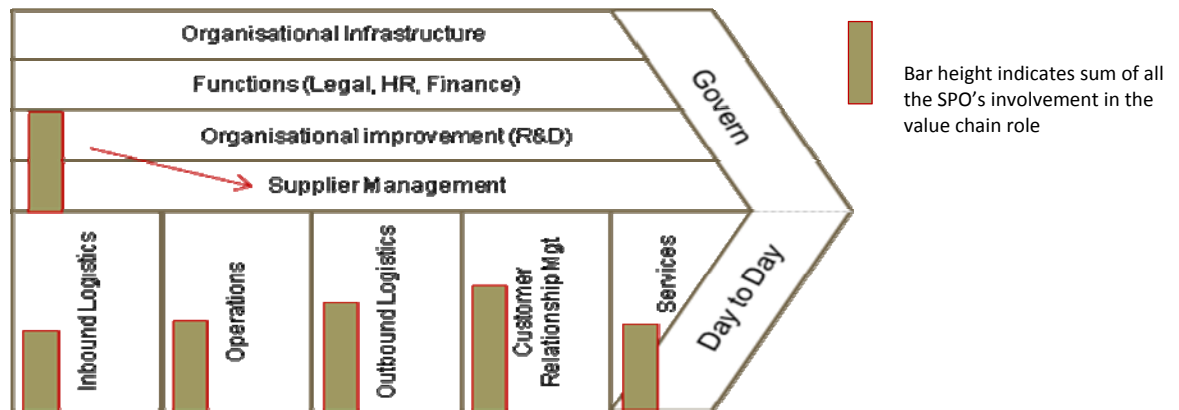 Organisational Infrastructure
Functions (Legal, HR, Finance)
Organisational improvement (R&D)
Supplier Management
Govern
Inbound Logistics
Operations
Outbound Logistics
Customer
Relationship Mgt
Services
Day to Day
Bar height indicates sum of all
the SPO's involvement in the
value chain role